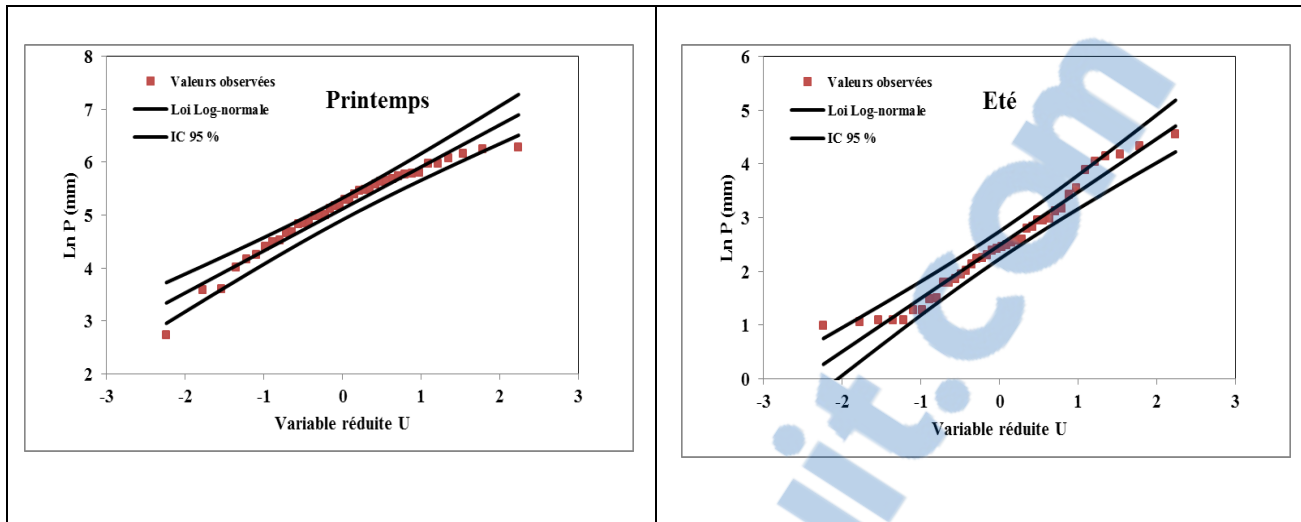 Printemps
Valeurs observées
Loi Log-normale
IC 95 %
Ln P (mm)
8
7
6
5
4
3
2
-3 -2 -1 0 1 2 3
Variable réduite U
Eté
Valeurs observées
Loi Log-normale
IC 95 %
Ln P (mm)
6
5
4
3
2
1
0
-3 -2 -1 0 1 2 3
Variable réduite U
it.com